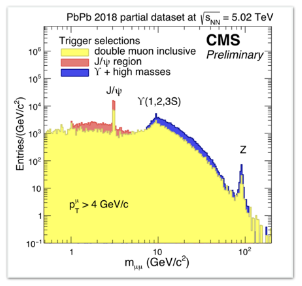 PbPb 2018 partial dataset at √sNN = 5.02 TeV
Entries/(GeV/c²)
10⁷
10⁶
10⁵
10⁴
10³
10²
10
1
10⁻¹
Trigger selections
double muon inclusive
J/ψ region
ϒ + high masses
CMS
Preliminary
J/ψ
ϒ(1,2,3S)
Z
pTμ > 4 GeV/c
1 10 10²
mμμ (GeV/c²)